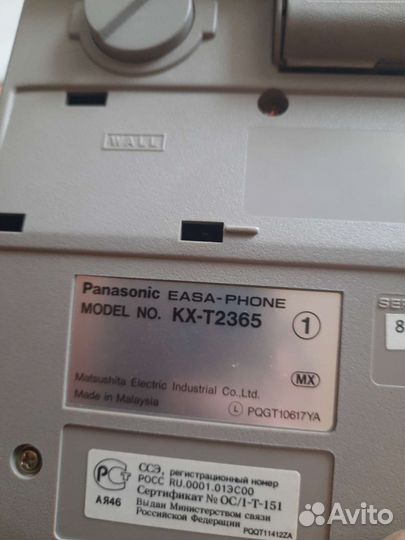 WALL
Panasonic EASA-PHONE
MODEL NO. KX-T2365 1
SER
8
MX
Matsushita Electric Industrial Co.,Ltd.
Made in Malaysia
L PQGT10617YA
РСТ
АЯ46
ССЭ, регистрационный номер
РОСС RU.0001.013C00
Сертификат № ОС/1-Т-151
Выдан Министерством связи
Российской Федерации
PQQT11412ZA
Avito